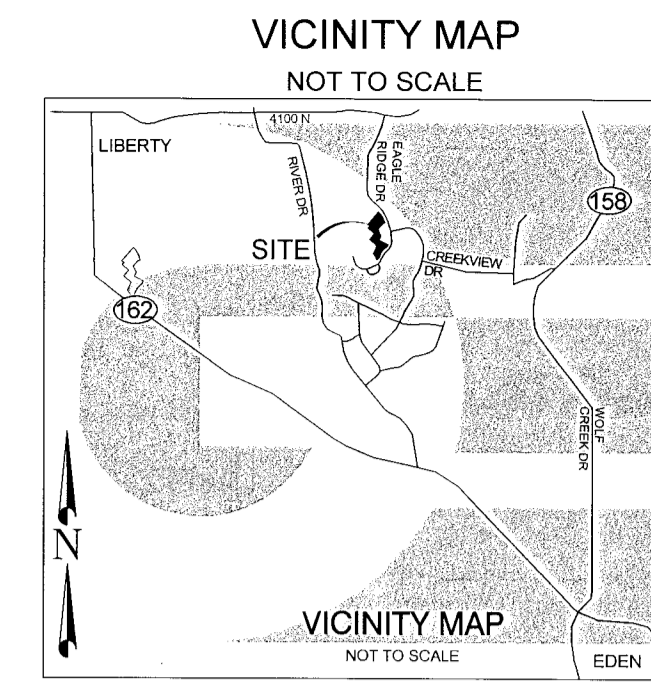 VICINITY MAP
NOT TO SCALE
4100 N
LIBERTY
EAGLE
RIDGE DR
RIVER DR
158
SITE
CREEKVIEW
DR
162
WOLF
CREEK DR
N
VICINITY MAP
NOT TO SCALE
EDEN